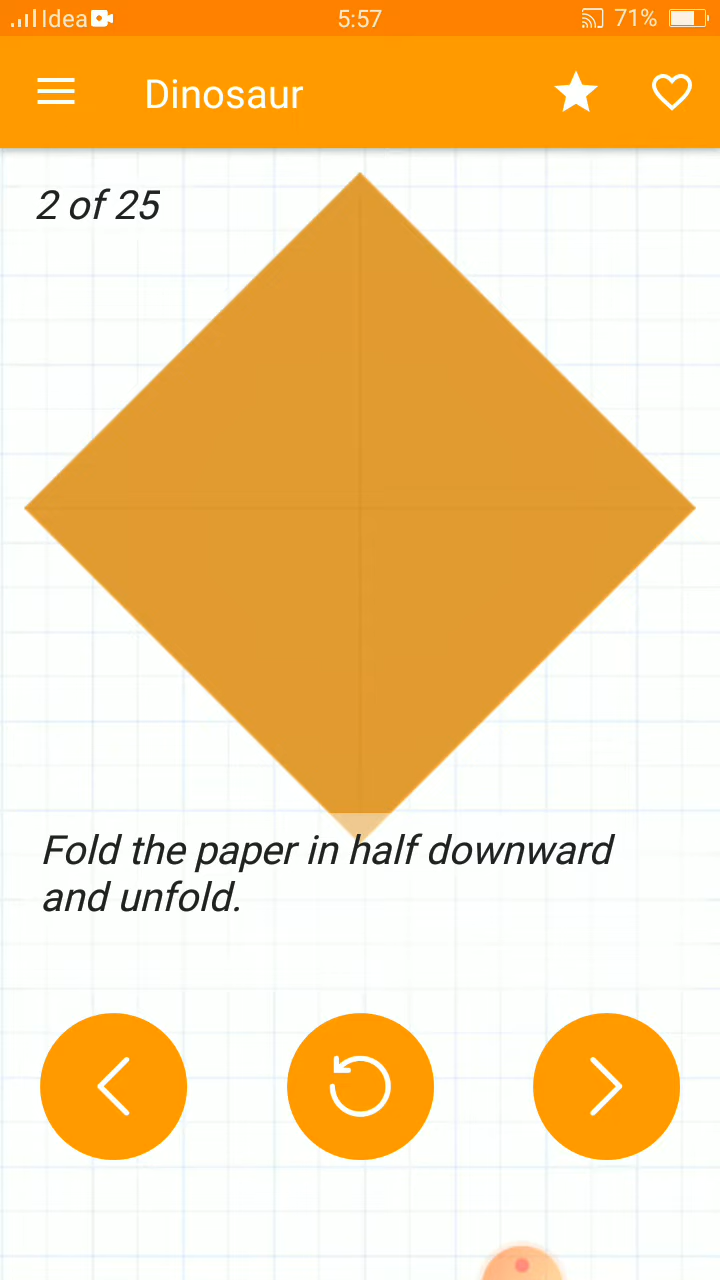 Idea 5:57 71%
Dinosaur
2 of 25
Fold the paper in half downward
and unfold.